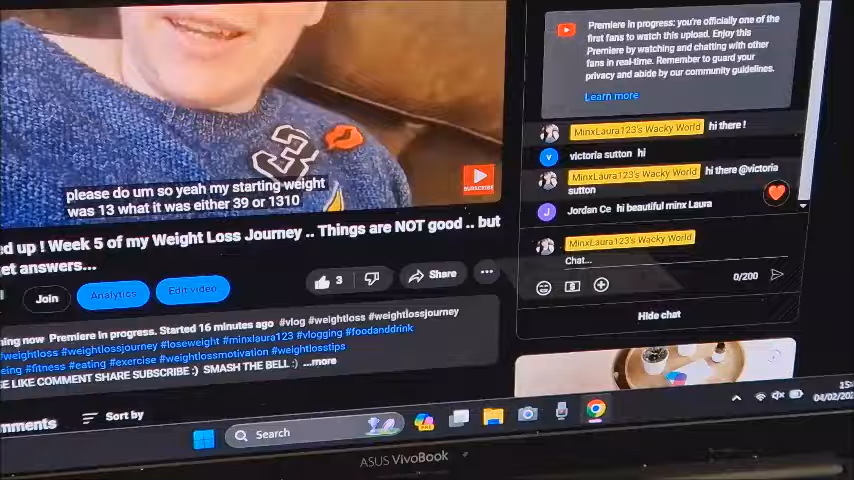 please do um so yeah my starting weight
was 13 what it was either 39 or 1310
SUBSCRIBE
ed up ! Week 5 of my Weight Loss Journey .. Things are NOT good .. but
et answers...
Join
Analytics
Edit video
3
Share
ning now Premiere in progress. Started 16 minutes ago #vlog #weightloss #weightlossjourney
#weightloss #weightlossjourney #loseweight #minxlaura123 #vlogging #foodanddrink
eing #fitness #eating #exercise #weightlossmotivation #weightlosstips
SE LIKE COMMENT SHARE SUBSCRIBE :) SMASH THE BELL :) ...more
mments
Sort by
Premiere in progress: you're officially one of the
first fans to watch this upload. Enjoy this
Premiere by watching and chatting with other
fans in real-time. Remember to guard your
privacy and abide by our community guidelines.
Learn more
MinxLaura123's Wacky World hi there !
victoria sutton hi
MinxLaura123's Wacky World hi there @victoria
sutton
Jordan Ce hi beautiful minx Laura
MinxLaura123's Wacky World
Chat...
0/200
Hide chat
Search
15:
04/02/202
ASUS VivoBook